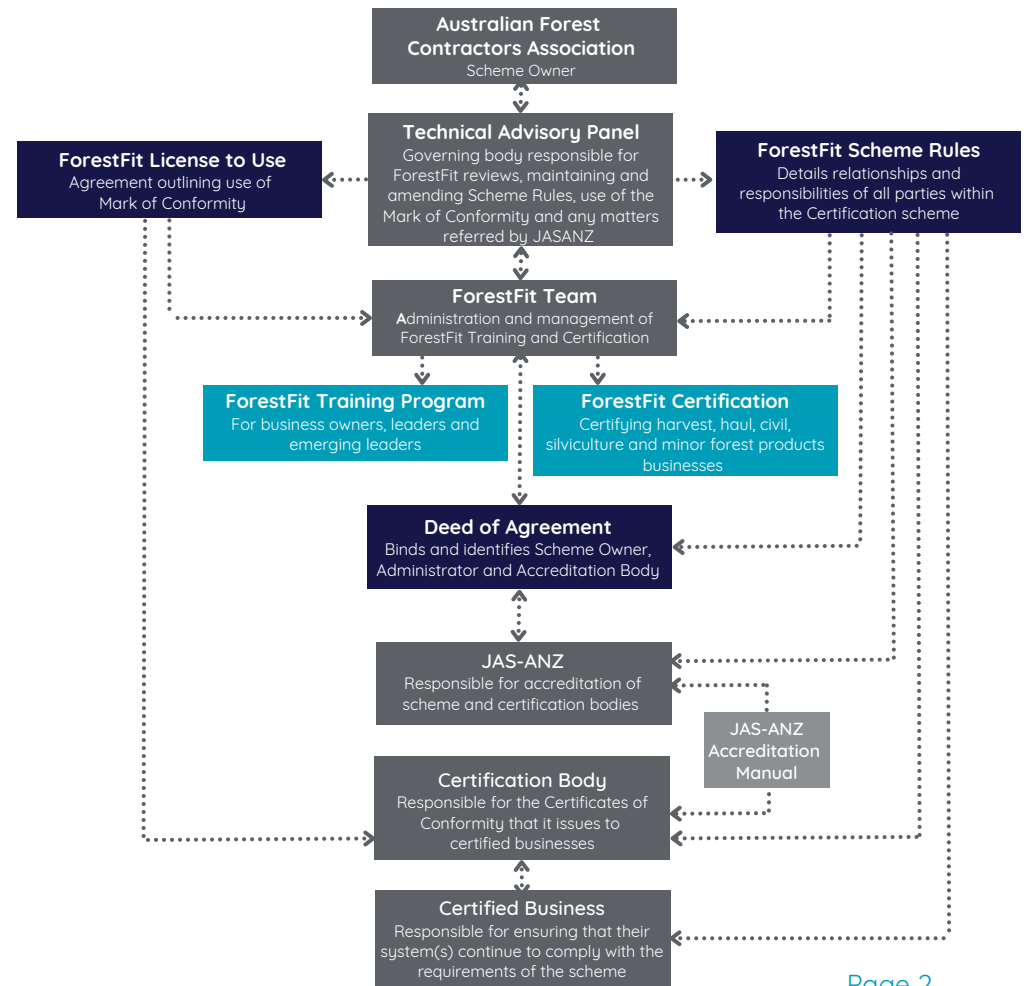 Australian Forest
Contractors Association
Scheme Owner
Technical Advisory Panel
Governing body responsible for
ForestFit reviews, maintaining and
amending Scheme Rules, use of the
Mark of Conformity and any matters
referred by JASANZ
ForestFit License to Use
Agreement outlining use of
Mark of Conformity
ForestFit Scheme Rules
Details relationships and
responsibilities of all parties within
the Certification scheme
ForestFit Team
Administration and management of
ForestFit Training and Certification
ForestFit Training Program
For business owners, leaders and
emerging leaders
ForestFit Certification
Certifying harvest, haul, civil,
silviculture and minor forest products
businesses
Deed of Agreement
Binds and identifies Scheme Owner,
Administrator and Accreditation Body
JAS-ANZ
Responsible for accreditation of
scheme and certification bodies
JAS-ANZ
Accreditation
Manual
Certification Body
Responsible for the Certificates of
Conformity that it issues to
certified businesses
Certified Business
Responsible for ensuring that their
system(s) continue to comply with the
requirements of the scheme
Page 2